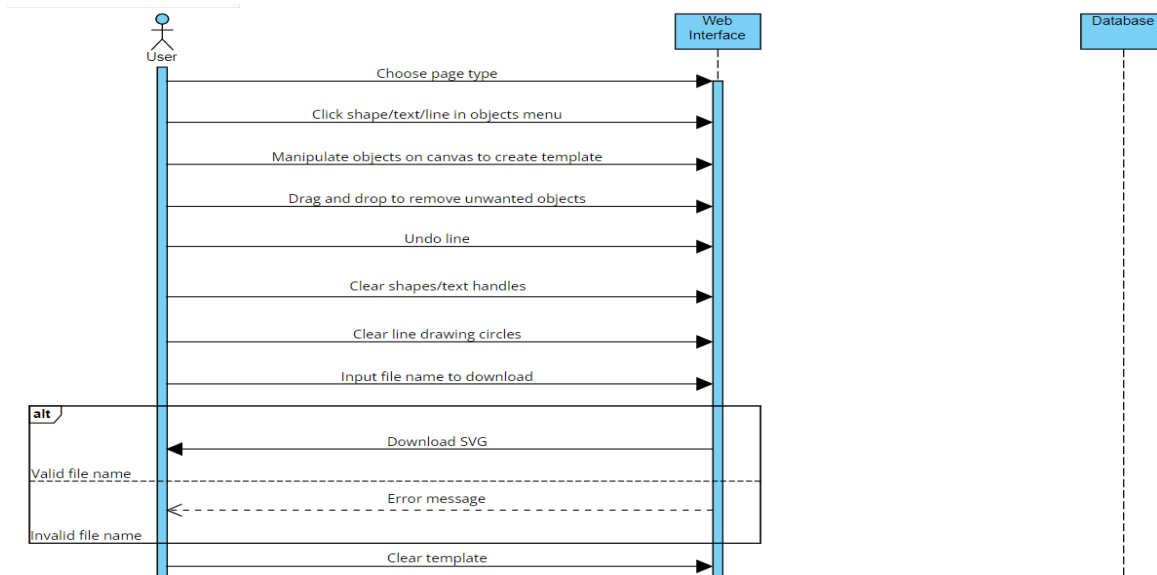 User
Web
Interface
Database
Choose page type
Click shape/text/line in objects menu
Manipulate objects on canvas to create template
Drag and drop to remove unwanted objects
Undo line
Clear shapes/text handles
Clear line drawing circles
Input file name to download
alt
Download SVG
Valid file name
Error message
Invalid file name
Clear template